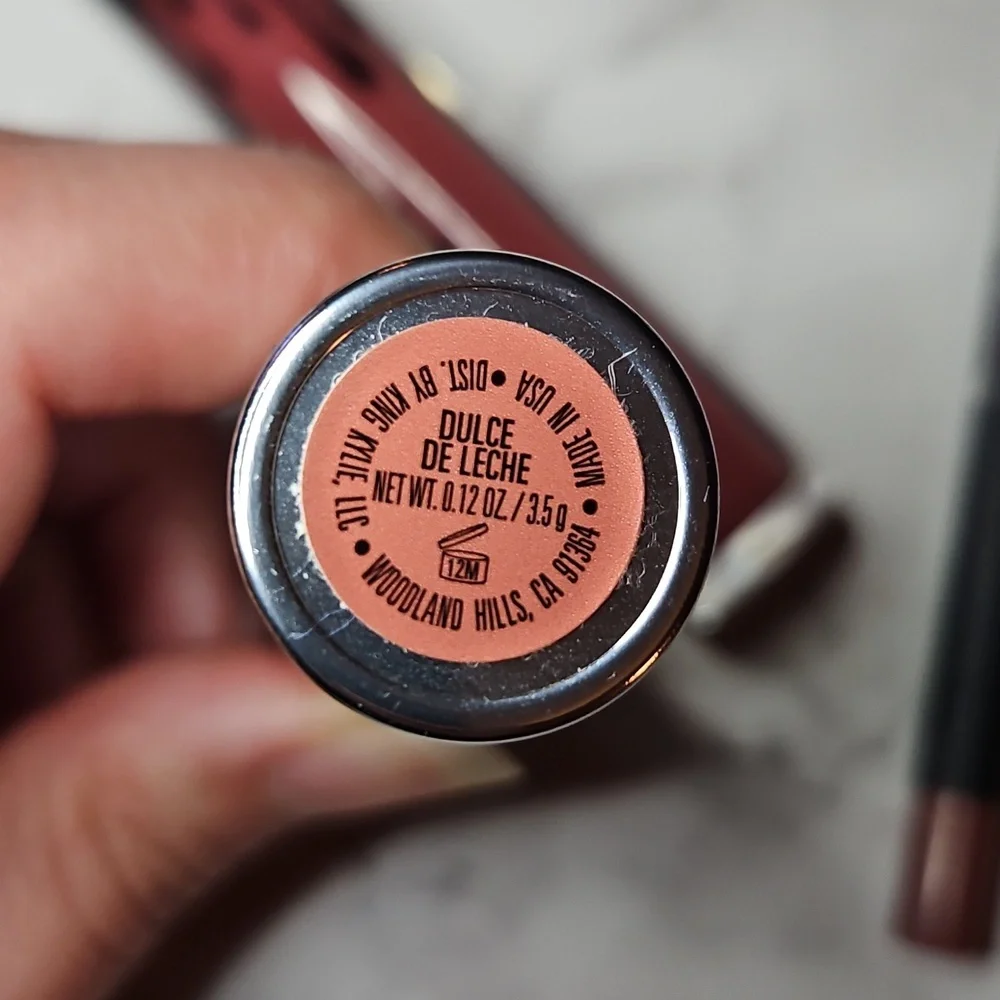 DULCE
DE LECHE
NET WT. 0.12 OZ. / 3.5 g
12M
WOODLAND HILLS, CA 91364 • MADE IN USA • DIST. BY KING KYLIE, LLC •